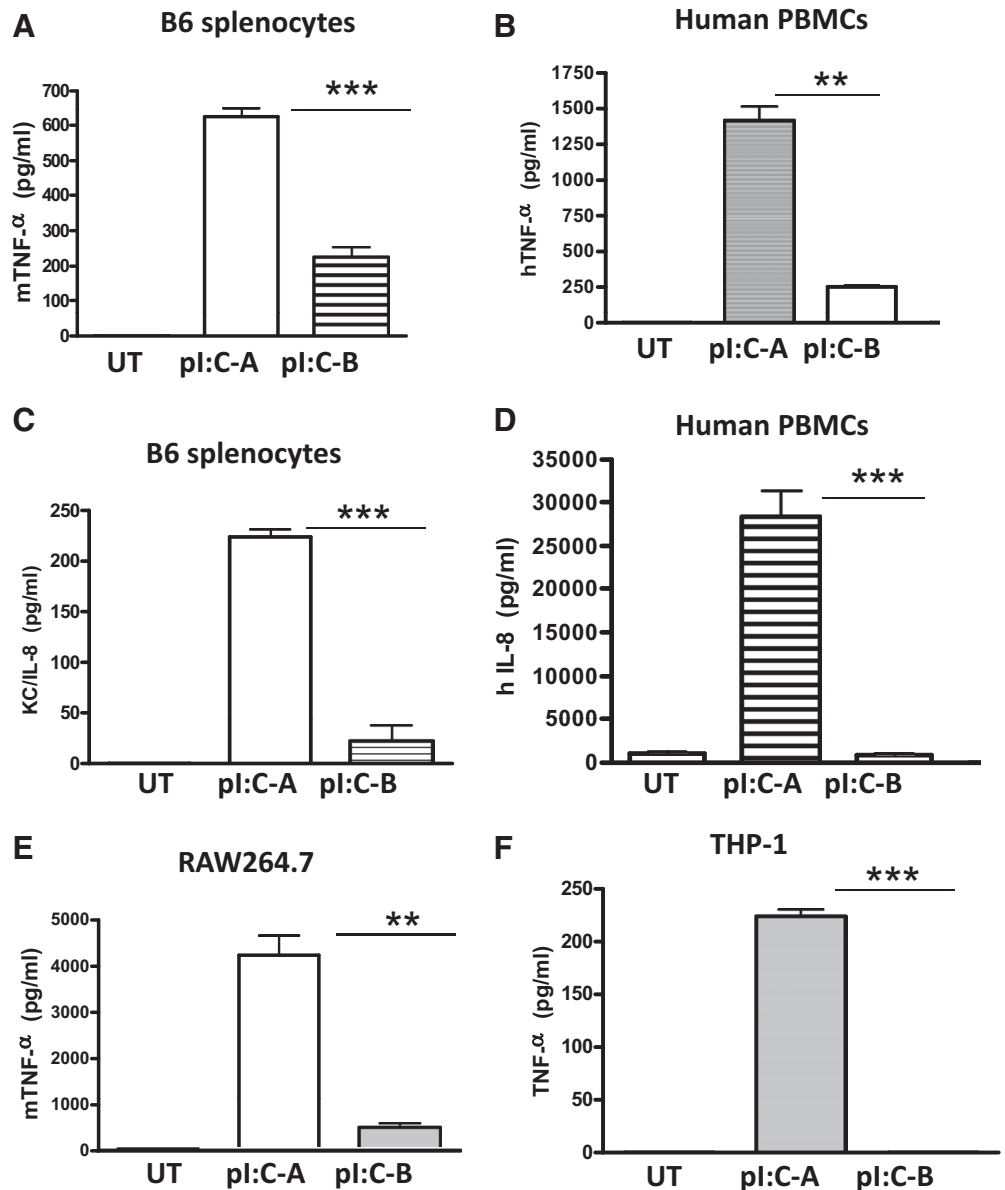 A
B6 splenocytes
700
600
500
400
300
200
100
0
mTNF-α (pg/ml)
***
UT pI:C-A pI:C-B
B
Human PBMCs
1750
1500
1250
1000
750
500
250
0
hTNF-α (pg/ml)
**
UT pI:C-A pI:C-B
C
B6 splenocytes
250
200
150
100
50
0
KC/IL-8 (pg/ml)
***
UT pI:C-A pI:C-B
D
Human PBMCs
35000
30000
25000
20000
15000
10000
5000
0
h IL-8 (pg/ml)
***
UT pI:C-A pI:C-B
E
RAW264.7
5000
4000
3000
2000
1000
0
mTNF-α (pg/ml)
**
UT pI:C-A pI:C-B
F
THP-1
250
200
150
100
50
0
TNF-α (pg/ml)
***
UT pI:C-A pI:C-B